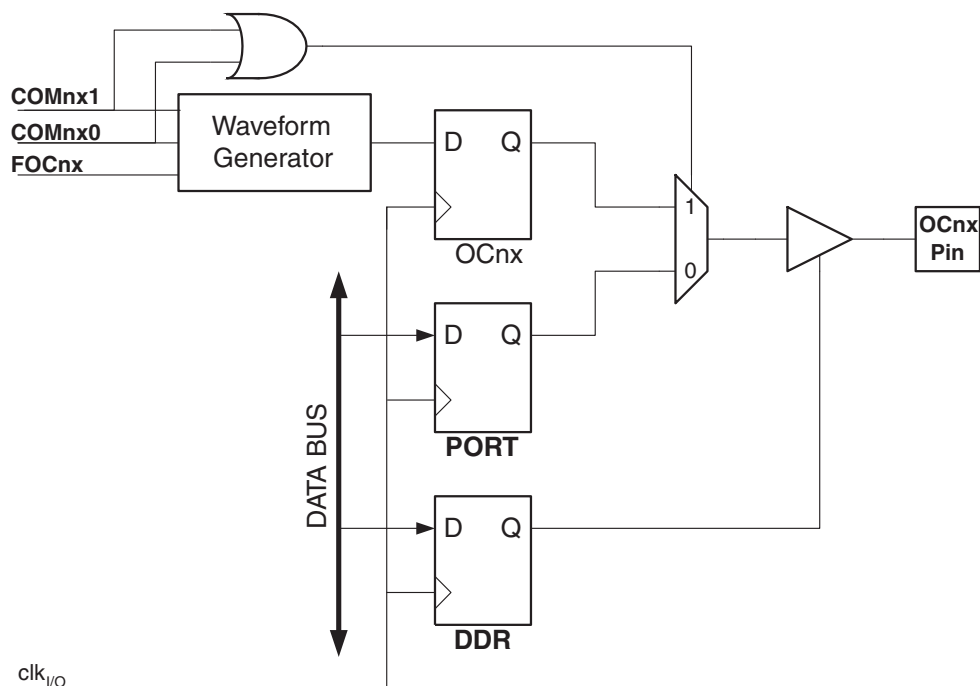 COMnx1
COMnx0
FOCnx
Waveform
Generator
D Q
OCnx
1
0
OCnx
Pin
D Q
PORT
DATA BUS
D Q
DDR
clkI/O